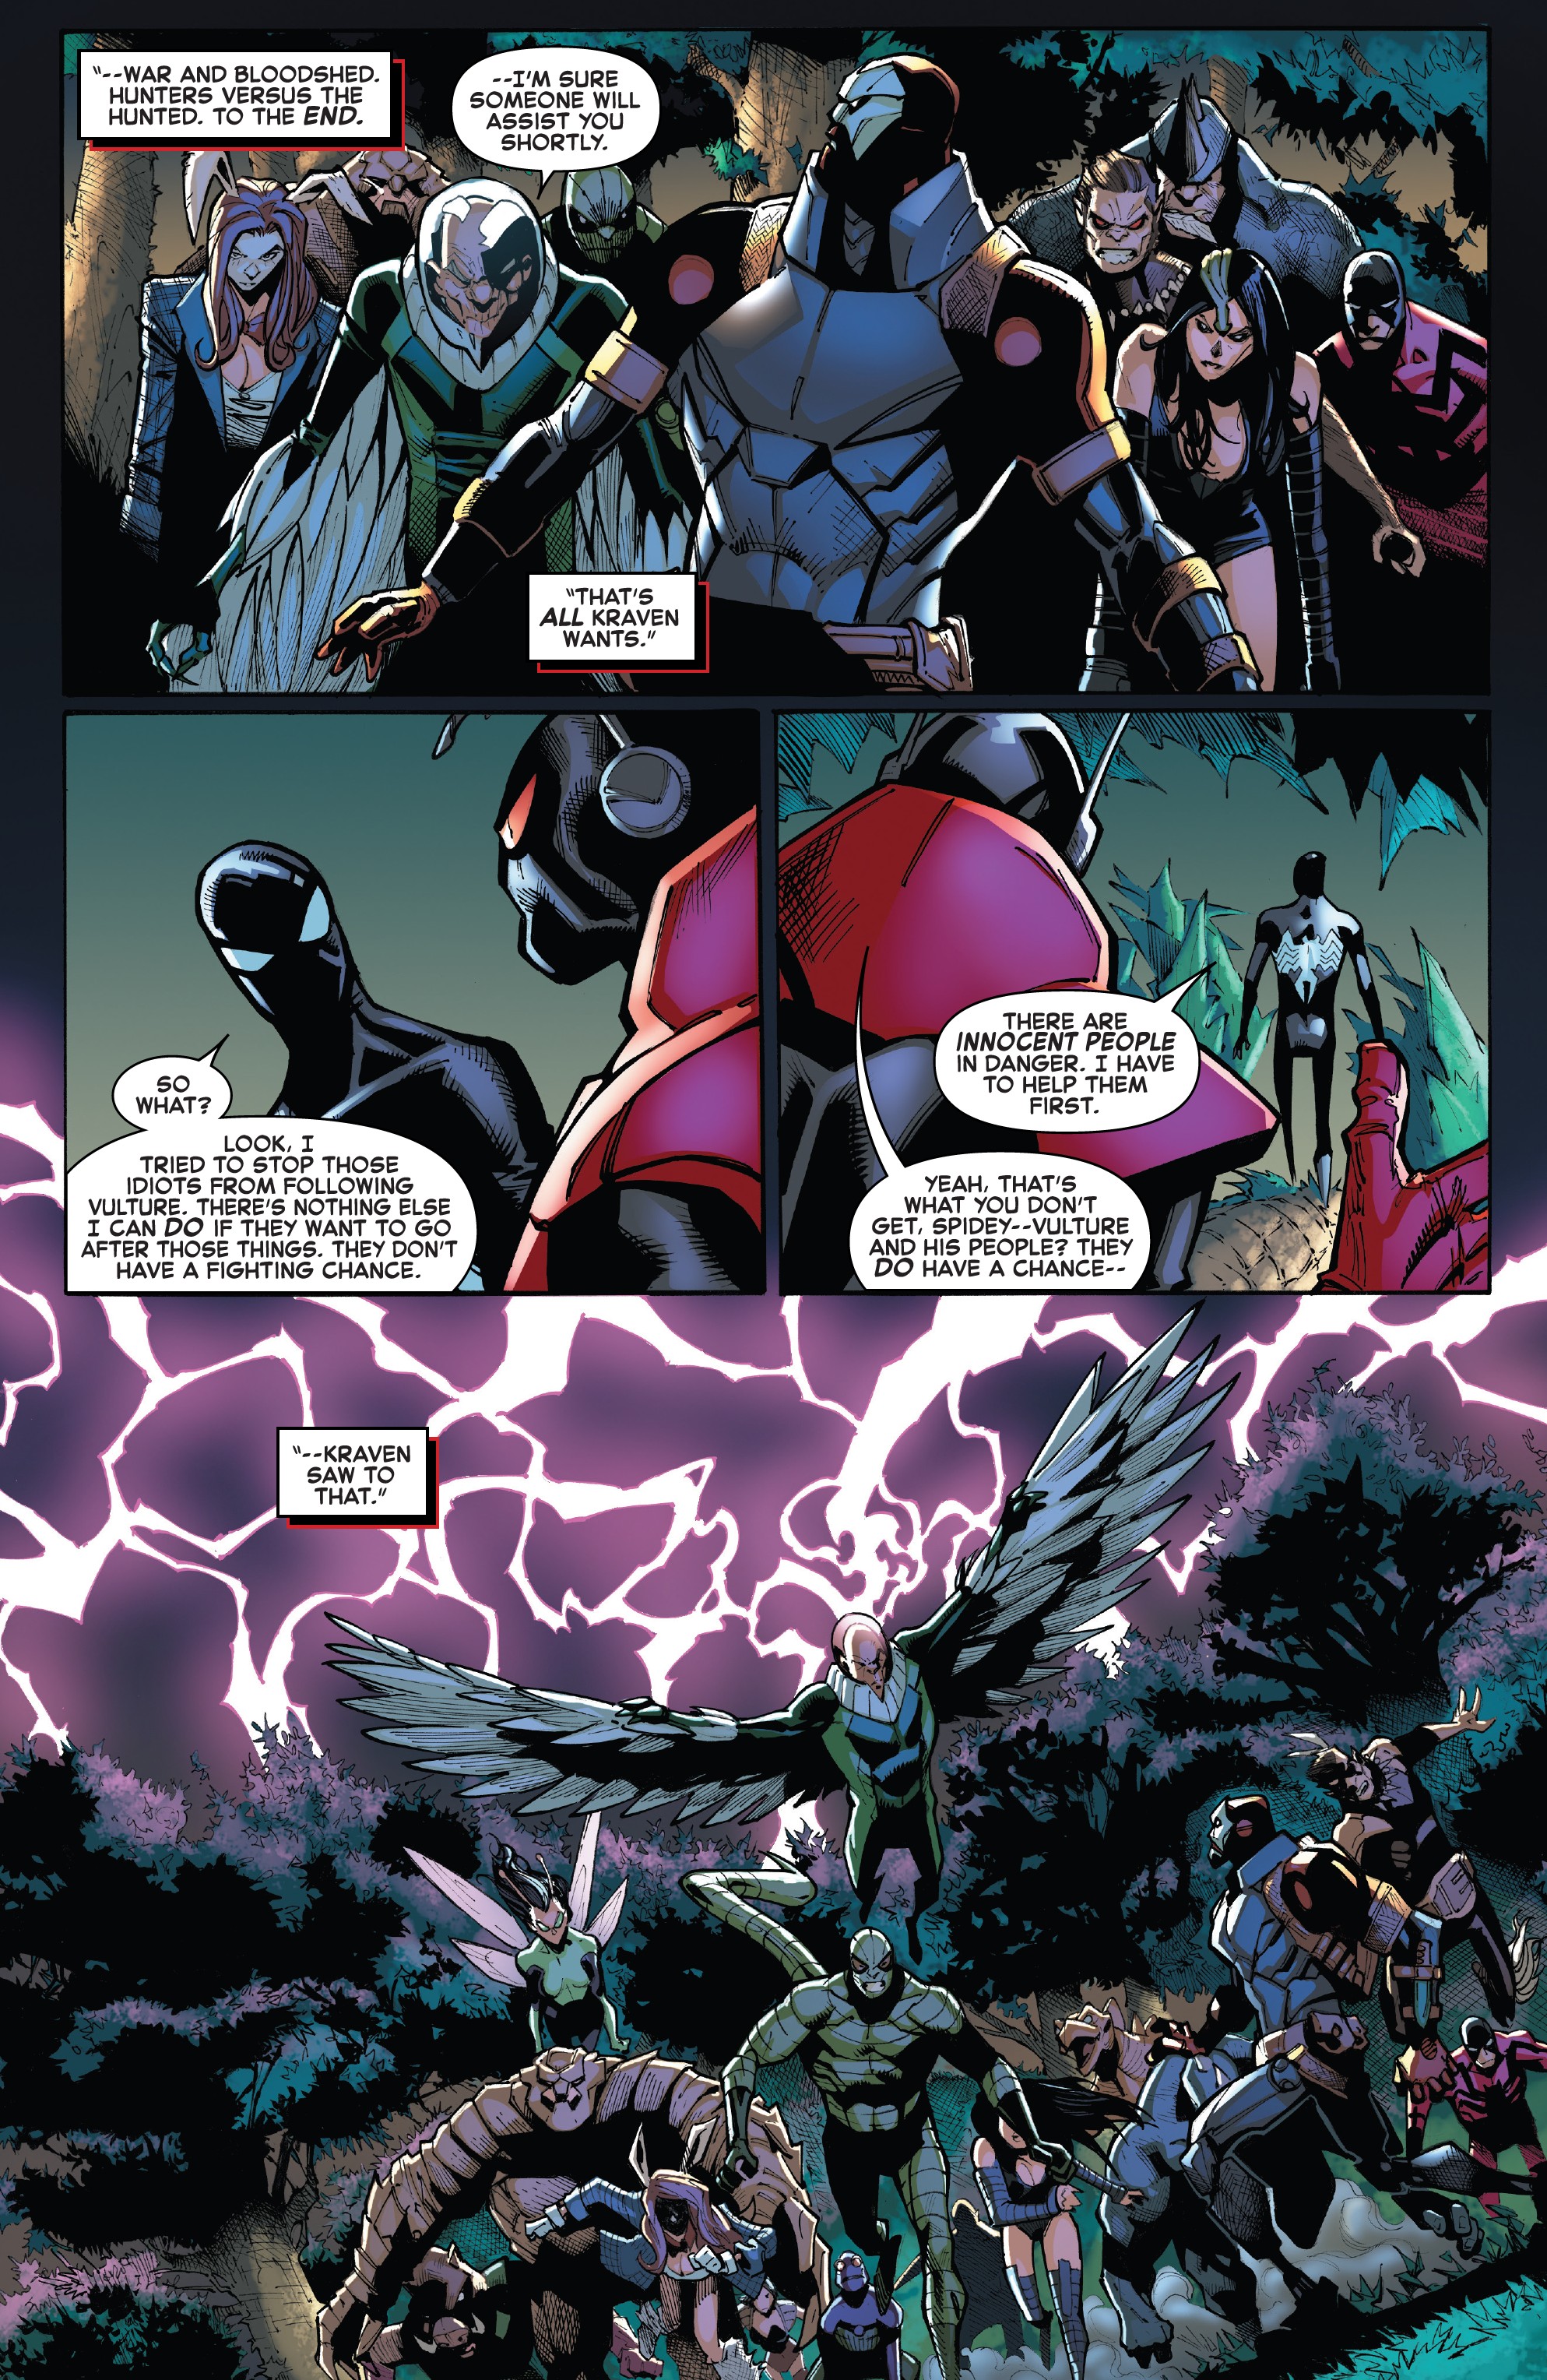 "--WAR AND BLOODSHED.
HUNTERS VERSUS THE
HUNTED. TO THE END.
--I'M SURE
SOMEONE WILL
ASSIST YOU
SHORTLY.
"THAT'S
ALL KRAVEN
WANTS."
SO
WHAT?
LOOK, I
TRIED TO STOP THOSE
IDIOTS FROM FOLLOWING
VULTURE. THERE'S NOTHING ELSE
I CAN DO IF THEY WANT TO GO
AFTER THOSE THINGS. THEY DON'T
HAVE A FIGHTING CHANCE.
THERE ARE
INNOCENT PEOPLE
IN DANGER. I HAVE
TO HELP THEM
FIRST.
YEAH, THAT'S
WHAT YOU DON'T
GET, SPIDEY--VULTURE
AND HIS PEOPLE? THEY
DO HAVE A CHANCE--
"--KRAVEN
SAW TO
THAT."